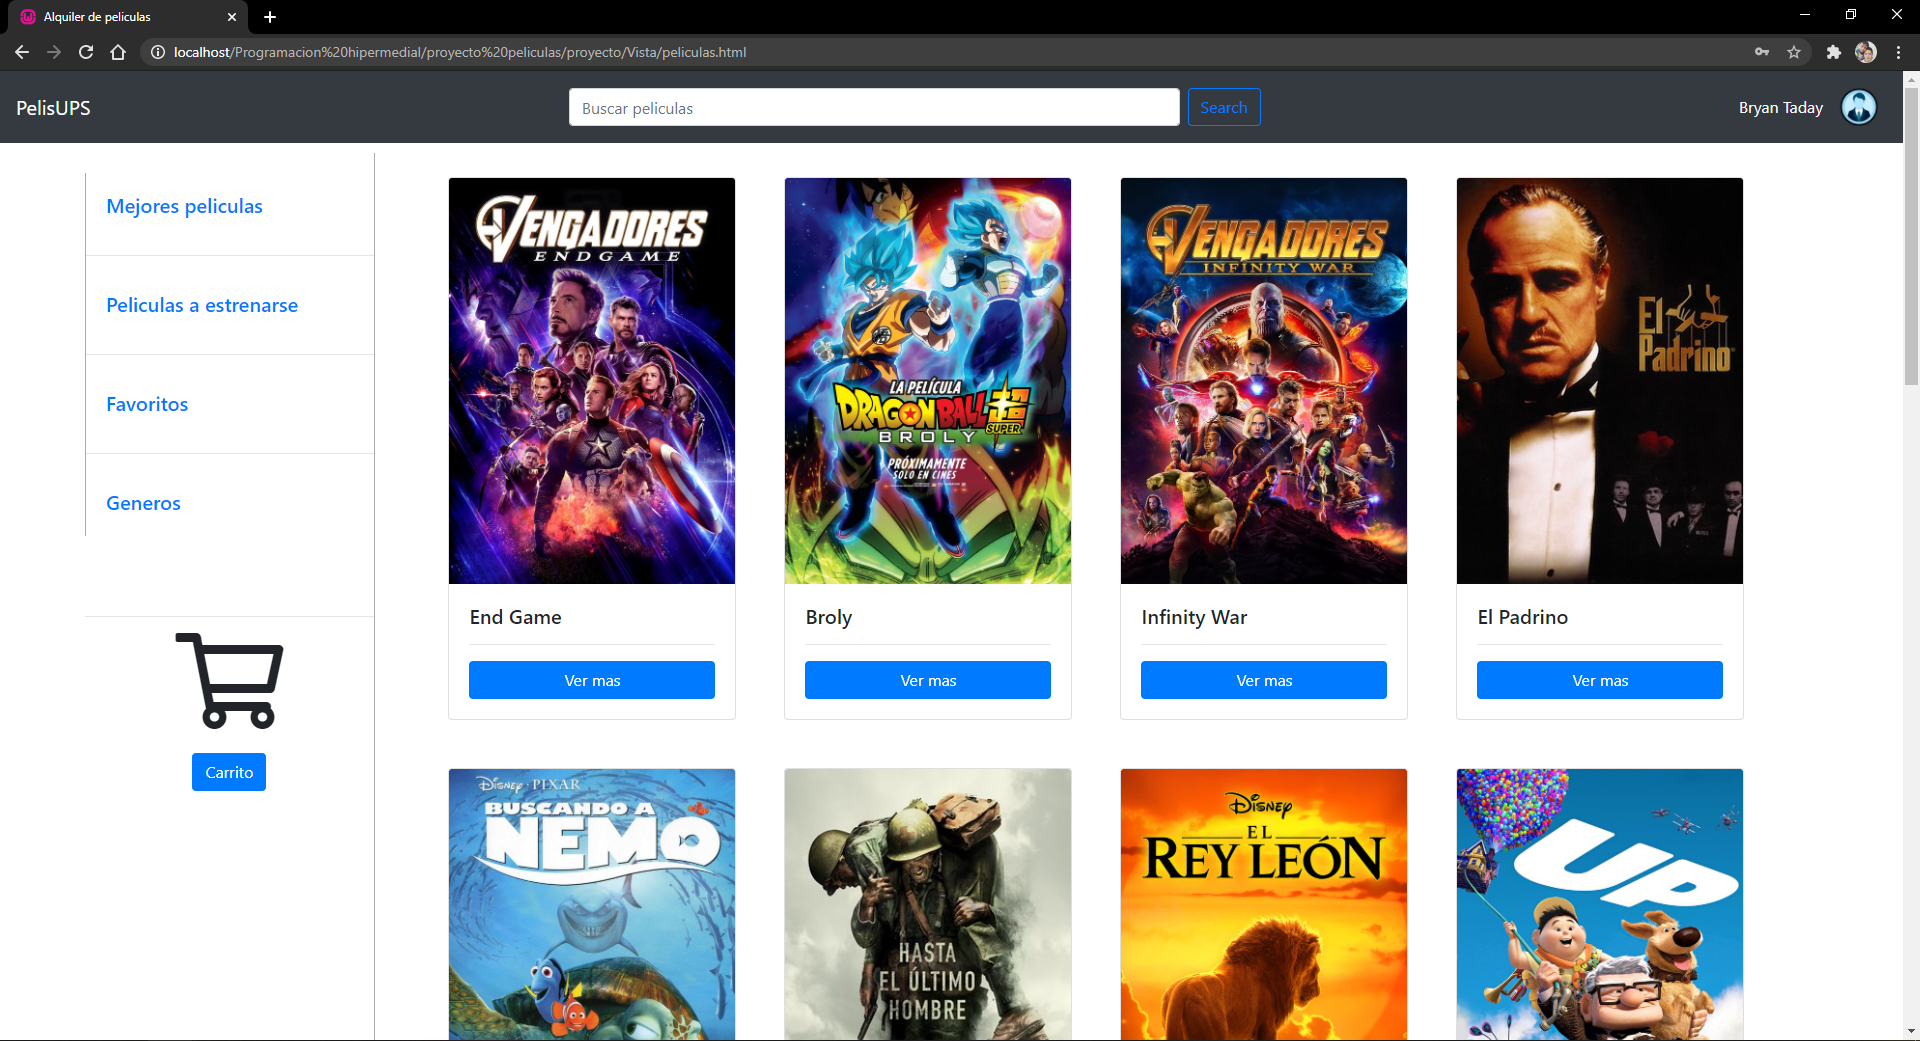 Alquiler de peliculas
localhost/Programacion%20hipermedial/proyecto%20peliculas/proyecto/Vista/peliculas.html
PelisUPS
Buscar peliculas
Search
Bryan Taday
Mejores peliculas
Peliculas a estrenarse
Favoritos
Generos
Carrito
VENGADORES
ENDGAME
LA PELÍCULA
DRAGONBALL
SUPER
BROLY
PRÓXIMAMENTE
SOLO EN CINES
VENGADORES
INFINITY WAR
El
Padrino
End Game
Broly
Infinity War
El Padrino
Ver mas
Ver mas
Ver mas
Ver mas
DISNEY · PIXAR
BUSCANDO A
NEMO
HASTA
EL ÚLTIMO
HOMBRE
Disney
EL
REY LEÓN
UP